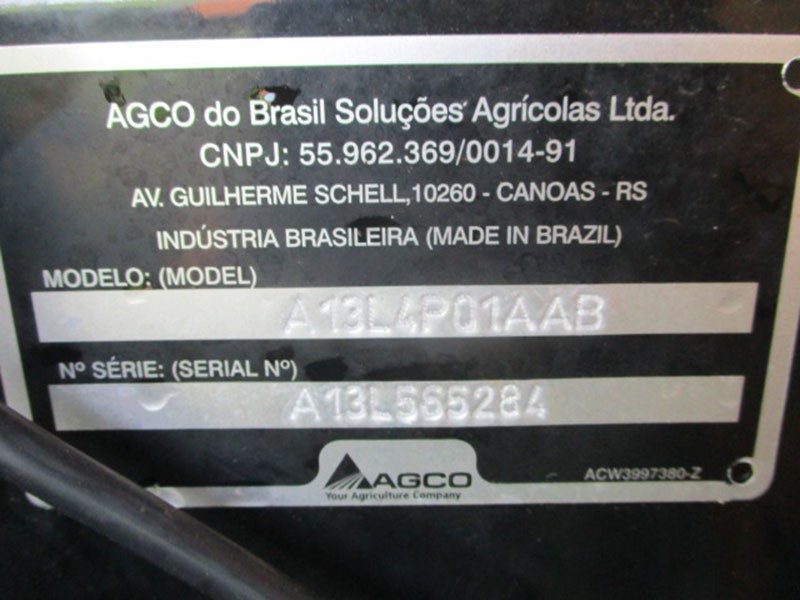 AGCO do Brasil Soluções Agrícolas Ltda.
CNPJ: 55.962.369/0014-91
AV. GUILHERME SCHELL,10260 - CANOAS - RS
INDÚSTRIA BRASILEIRA (MADE IN BRAZIL)
MODELO: (MODEL)
A13L4P01AAB
Nº SÉRIE: (SERIAL Nº)
A13L565284
AGCO
Your Agriculture Company
ACW3997380-Z